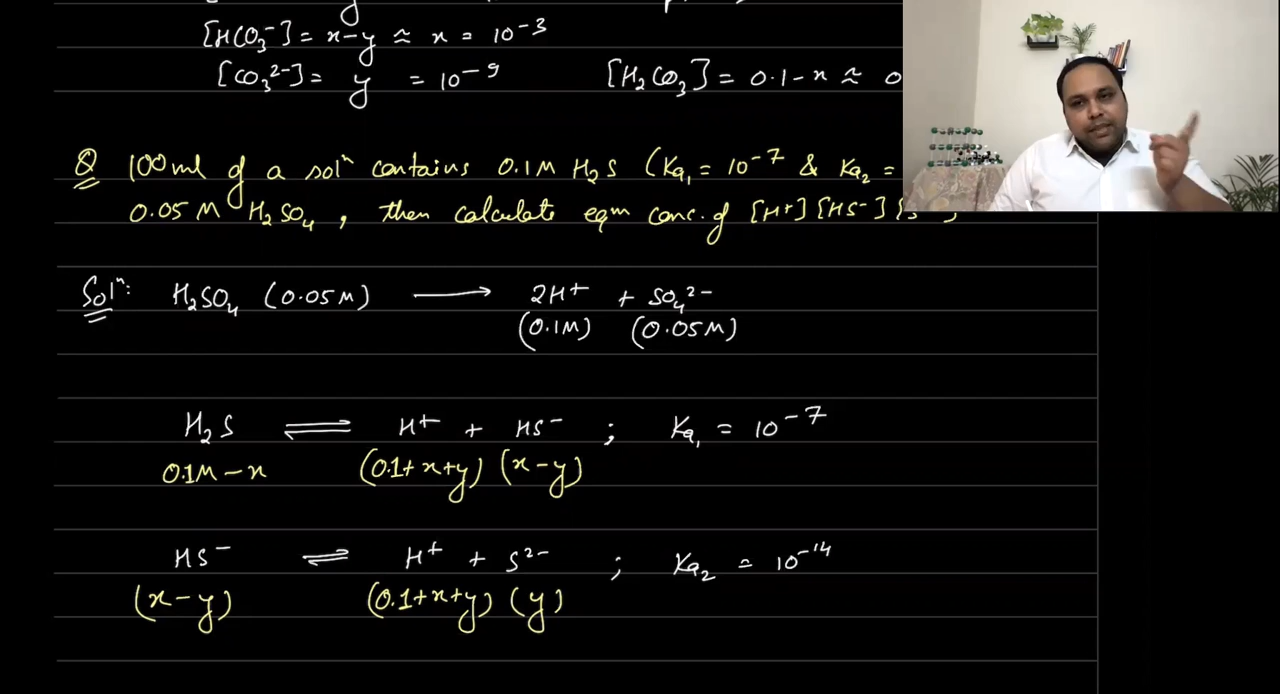 [HCO₃⁻] = x-y ≈ x = 10⁻³
[CO₃²⁻] = y = 10⁻⁹ [H₂CO₃] = 0.1-x ≈ 0
Q 100ml of a solⁿ contains 0.1M H₂S (Ka₁ = 10⁻⁷ & Ka₂ =
0.05 M H₂SO₄, then calculate eqm conc. of [H⁺][HS⁻][
Solⁿ: H₂SO₄ (0.05M) ⟶ 2H⁺ + SO₄²⁻
(0.1M) (0.05M)
H₂S ⇌ H⁺ + HS⁻ ; Ka₁ = 10⁻⁷
0.1M-x (0.1+x+y) (x-y)
HS⁻ ⇌ H⁺ + S²⁻ ; Ka₂ = 10⁻¹⁴
(x-y) (0.1+x+y) (y)